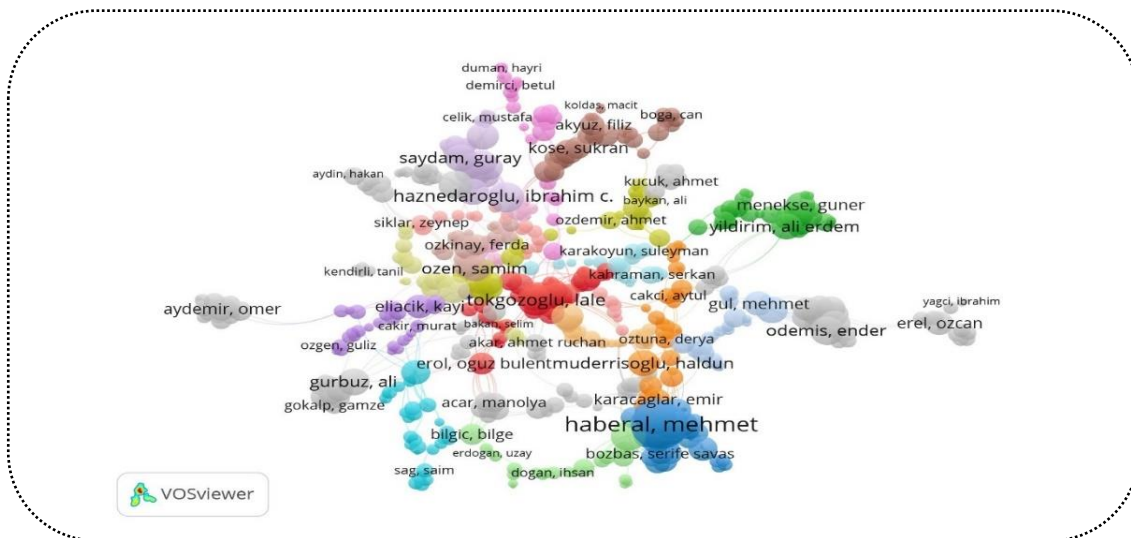 duman, hayri
demirci, betul
koldas, macit
celik, mustafa
akyuz, filiz
boga, can
kose, sukran
saydam, guray
aydin, hakan
kucuk, ahmet
haznedaroglu, ibrahim c.
baykan, ali
menekse, guner
siklar, zeynep
ozdemir, ahmet
yildirim, ali erdem
ozkinay, ferda
karakoyun, suleyman
kendirli, tanil
ozen, samim
kahraman, serkan
tokgozoglu, lale
cakci, aytul
yagci, ibrahim
aydemir, omer
eliacik, kayi
gul, mehmet
cakir, murat
bakan, selim
odemis, ender
erel, ozcan
ozgen, guliz
akar, ahmet ruchan
oztuna, derya
erol, oguz bulent
muderrisoglu, haldun
gurbuz, ali
gokalp, gamze
acar, manolya
karacaglar, emir
haberal, mehmet
bilgic, bilge
erdogan, uzay
bozbas, serife savas
sag, saim
dogan, ihsan
VOSviewer